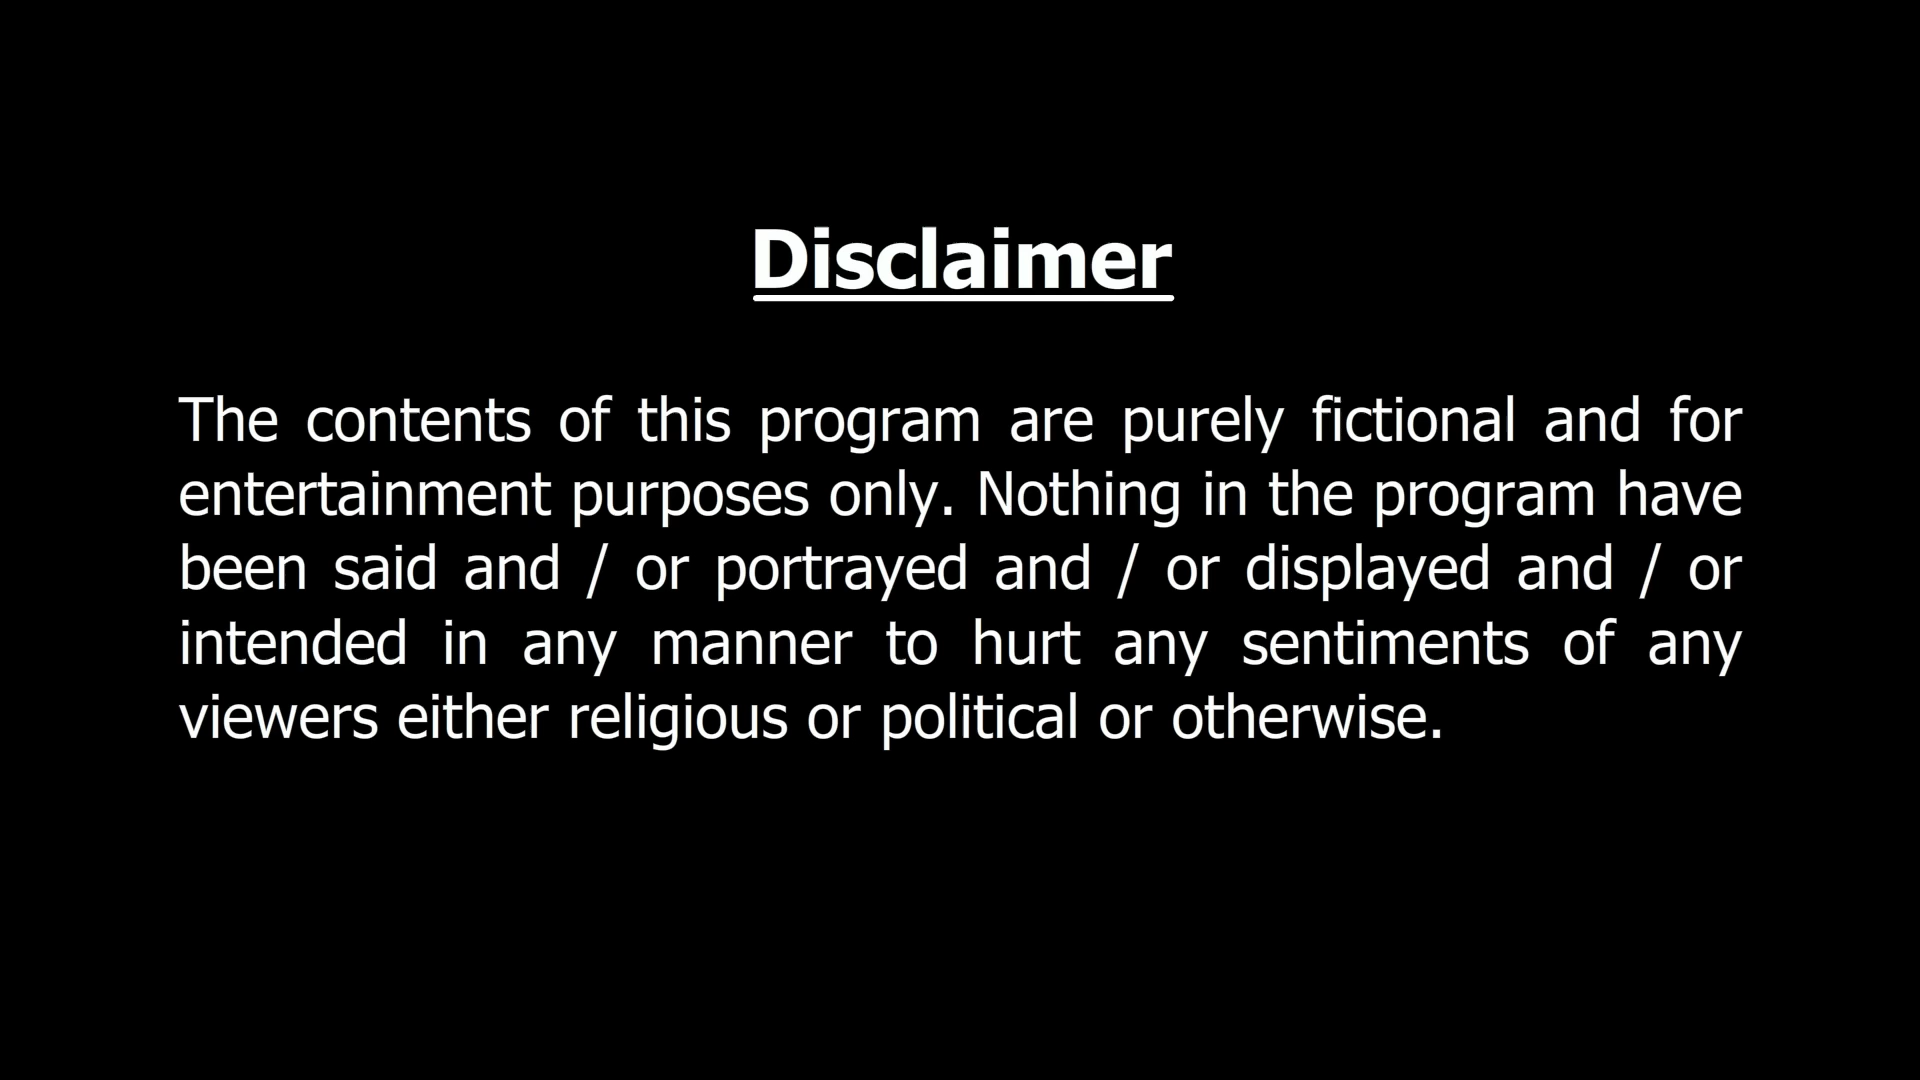 Disclaimer
The contents of this program are purely fictional and for
entertainment purposes only. Nothing in the program have
been said and / or portrayed and / or displayed and / or
intended in any manner to hurt any sentiments of any
viewers either religious or political or otherwise.